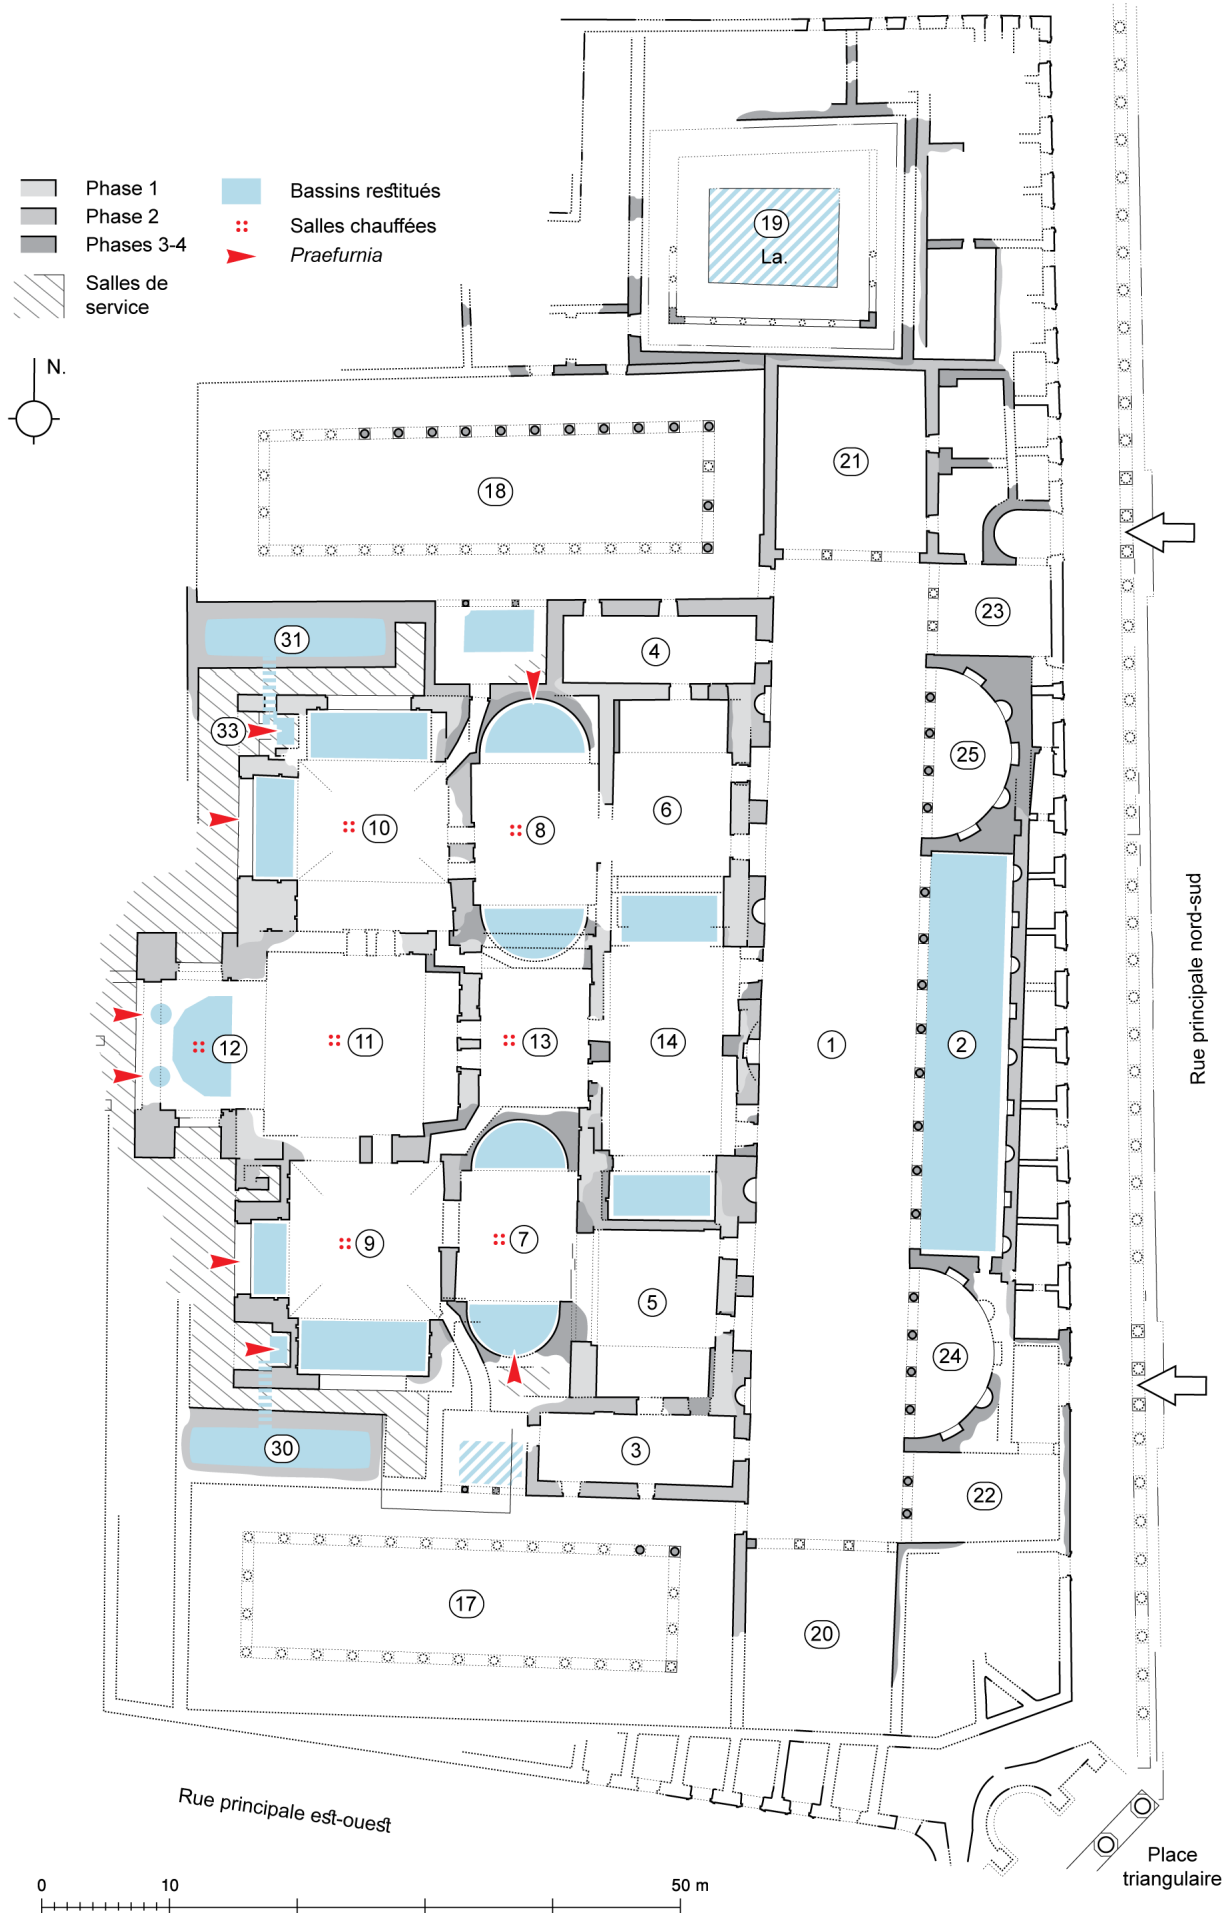 Phase 1
Phase 2
Phases 3-4
Salles de
service
Bassins restitués
Salles chauffées
Praefurnia
N.
19
La.
21
18
23
31
4
33
25
6
10
8
12
11
13
14
1
2
9
7
5
24
30
3
22
17
20
Rue principale nord-sud
Rue principale est-ouest
Place
triangulaire
0
10
50 m